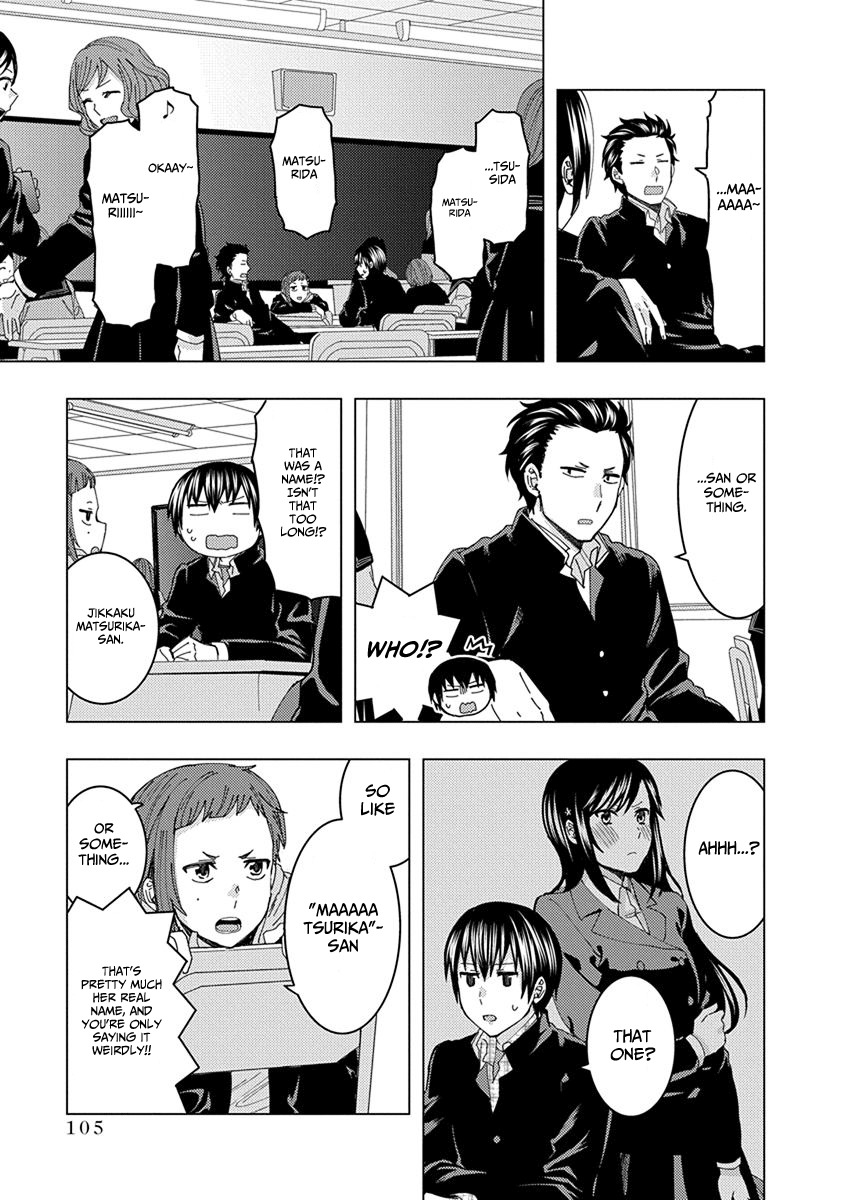 ...MAA-
AAAA~
...TSU-
SIDA
MATSU-
RIDA
MATSU-
RIDA
♪
OKAAY~
MATSU-
RIIIIII~
...SAN OR
SOME-
THING.
WHO!?
THAT
WAS A
NAME!?
ISN'T
THAT
TOO
LONG!?
JIKKAKU
MATSURIKA-
SAN.
AHHH...?
THAT
ONE?
SO
LIKE
"MAAAAA
TSURIKA"-
SAN
OR
SOME-
THING...
THAT'S
PRETTY MUCH
HER REAL
NAME, AND
YOU'RE ONLY
SAYING IT
WEIRDLY!!
105